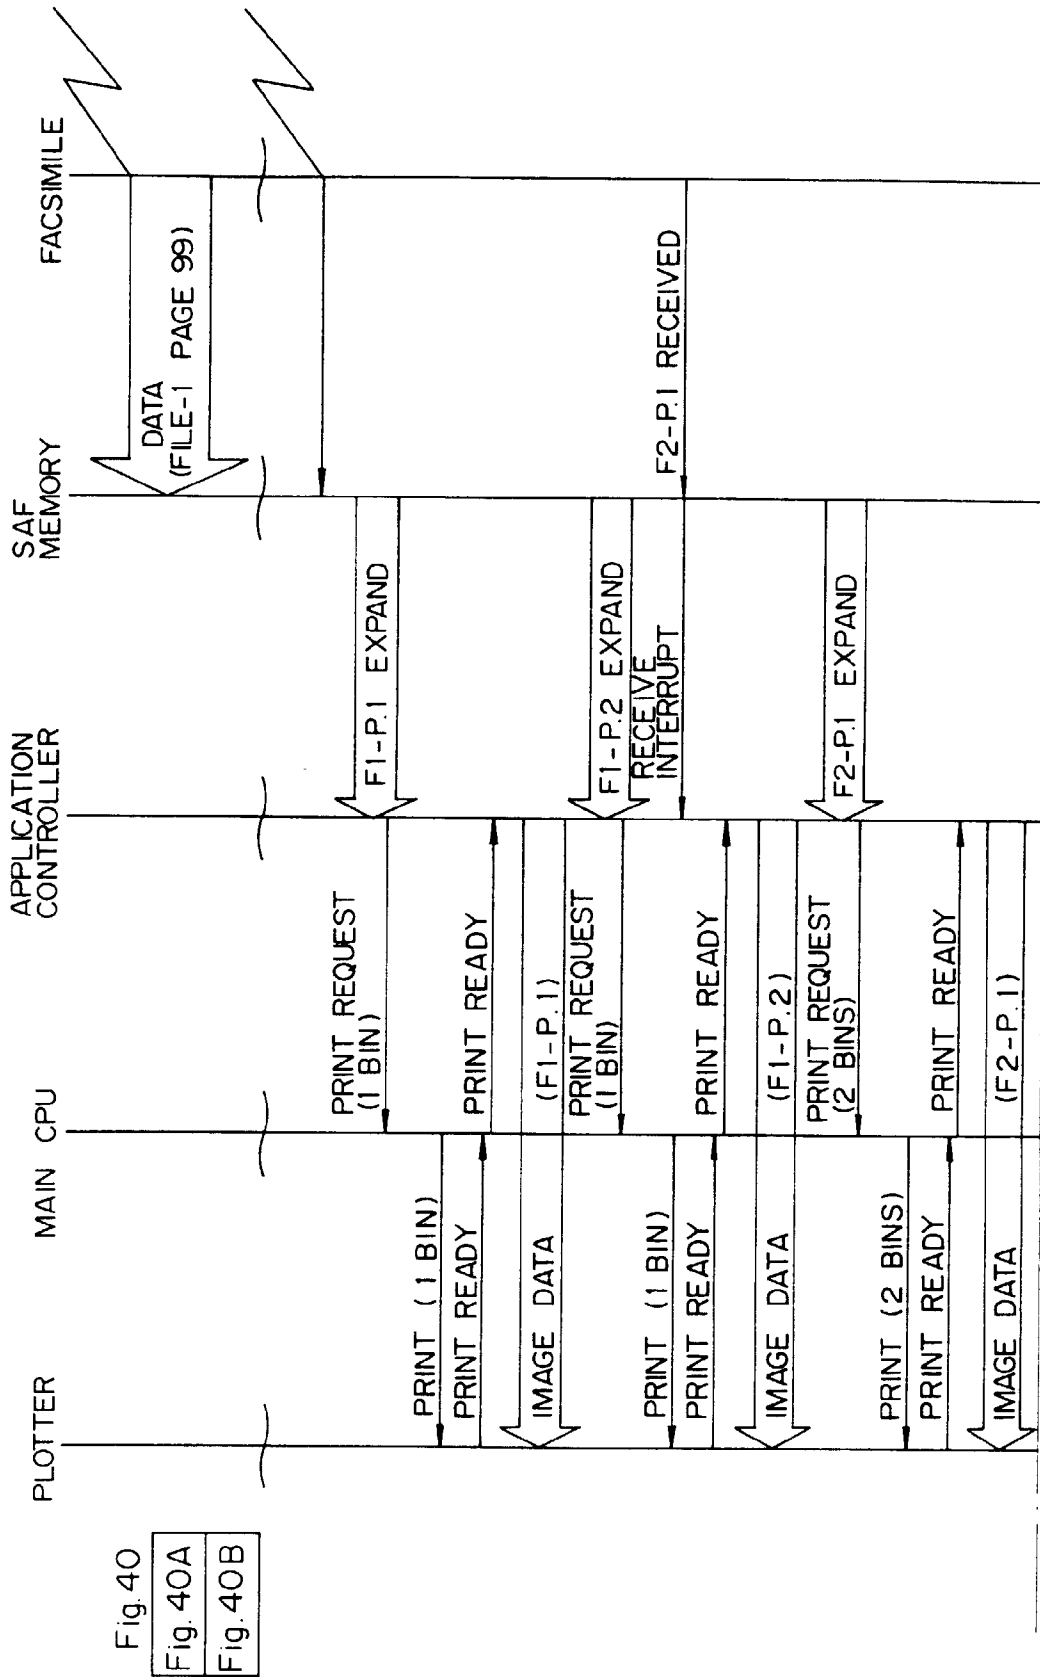 Fig. 40
Fig. 40A
Fig. 40B
PLOTTER
MAIN CPU
APPLICATION
CONTROLLER
SAF
MEMORY
FACSIMILE
DATA
(FILE-1 PAGE 99)
F1-P.1 EXPAND
PRINT REQUEST
(1 BIN)
PRINT (1 BIN)
PRINT READY
PRINT READY
IMAGE DATA
(F1-P.1)
F1-P.2 EXPAND
PRINT REQUEST
(1 BIN)
RECEIVE
INTERRUPT
F2-P.1 RECEIVED
PRINT (1 BIN)
PRINT READY
PRINT READY
IMAGE DATA
(F1-P.2)
F2-P.1 EXPAND
PRINT REQUEST
(2 BINS)
PRINT (2 BINS)
PRINT READY
PRINT READY
IMAGE DATA
(F2-P.1)